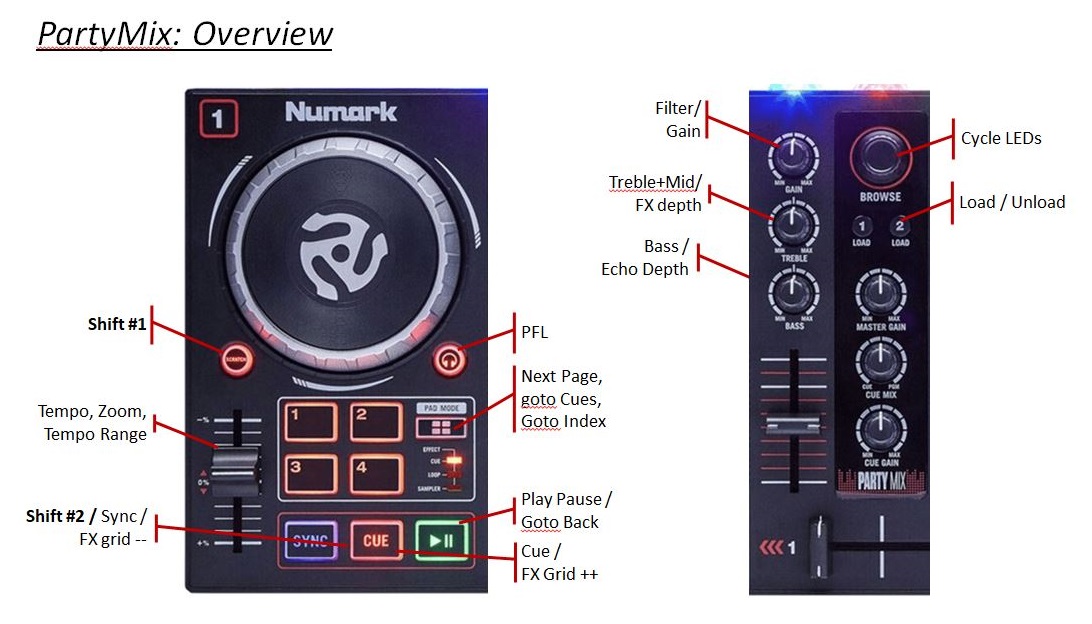 PartyMix: Overview
1
Numark
SCRATCH
Shift #1
PFL
Next Page,
goto Cues,
Goto Index
Tempo, Zoom,
Tempo Range
-%
0%
+%
1
2
3
4
PAD MODE
EFFECT
CUE
LOOP
SAMPLER
Shift #2 / Sync /
FX grid --
SYNC
CUE
Play Pause /
Goto Back
Cue /
FX Grid ++
Filter/
Gain
Treble+Mid/
FX depth
Bass /
Echo Depth
MIN MAX
GAIN
MIN MAX
TREBLE
MIN MAX
BASS
Cycle LEDs
BROWSE
Load / Unload
1 2
LOAD LOAD
MIN MAX
MASTER GAIN
CUE PGM
CUE MIX
MIN MAX
CUE GAIN
PARTY MIX
1